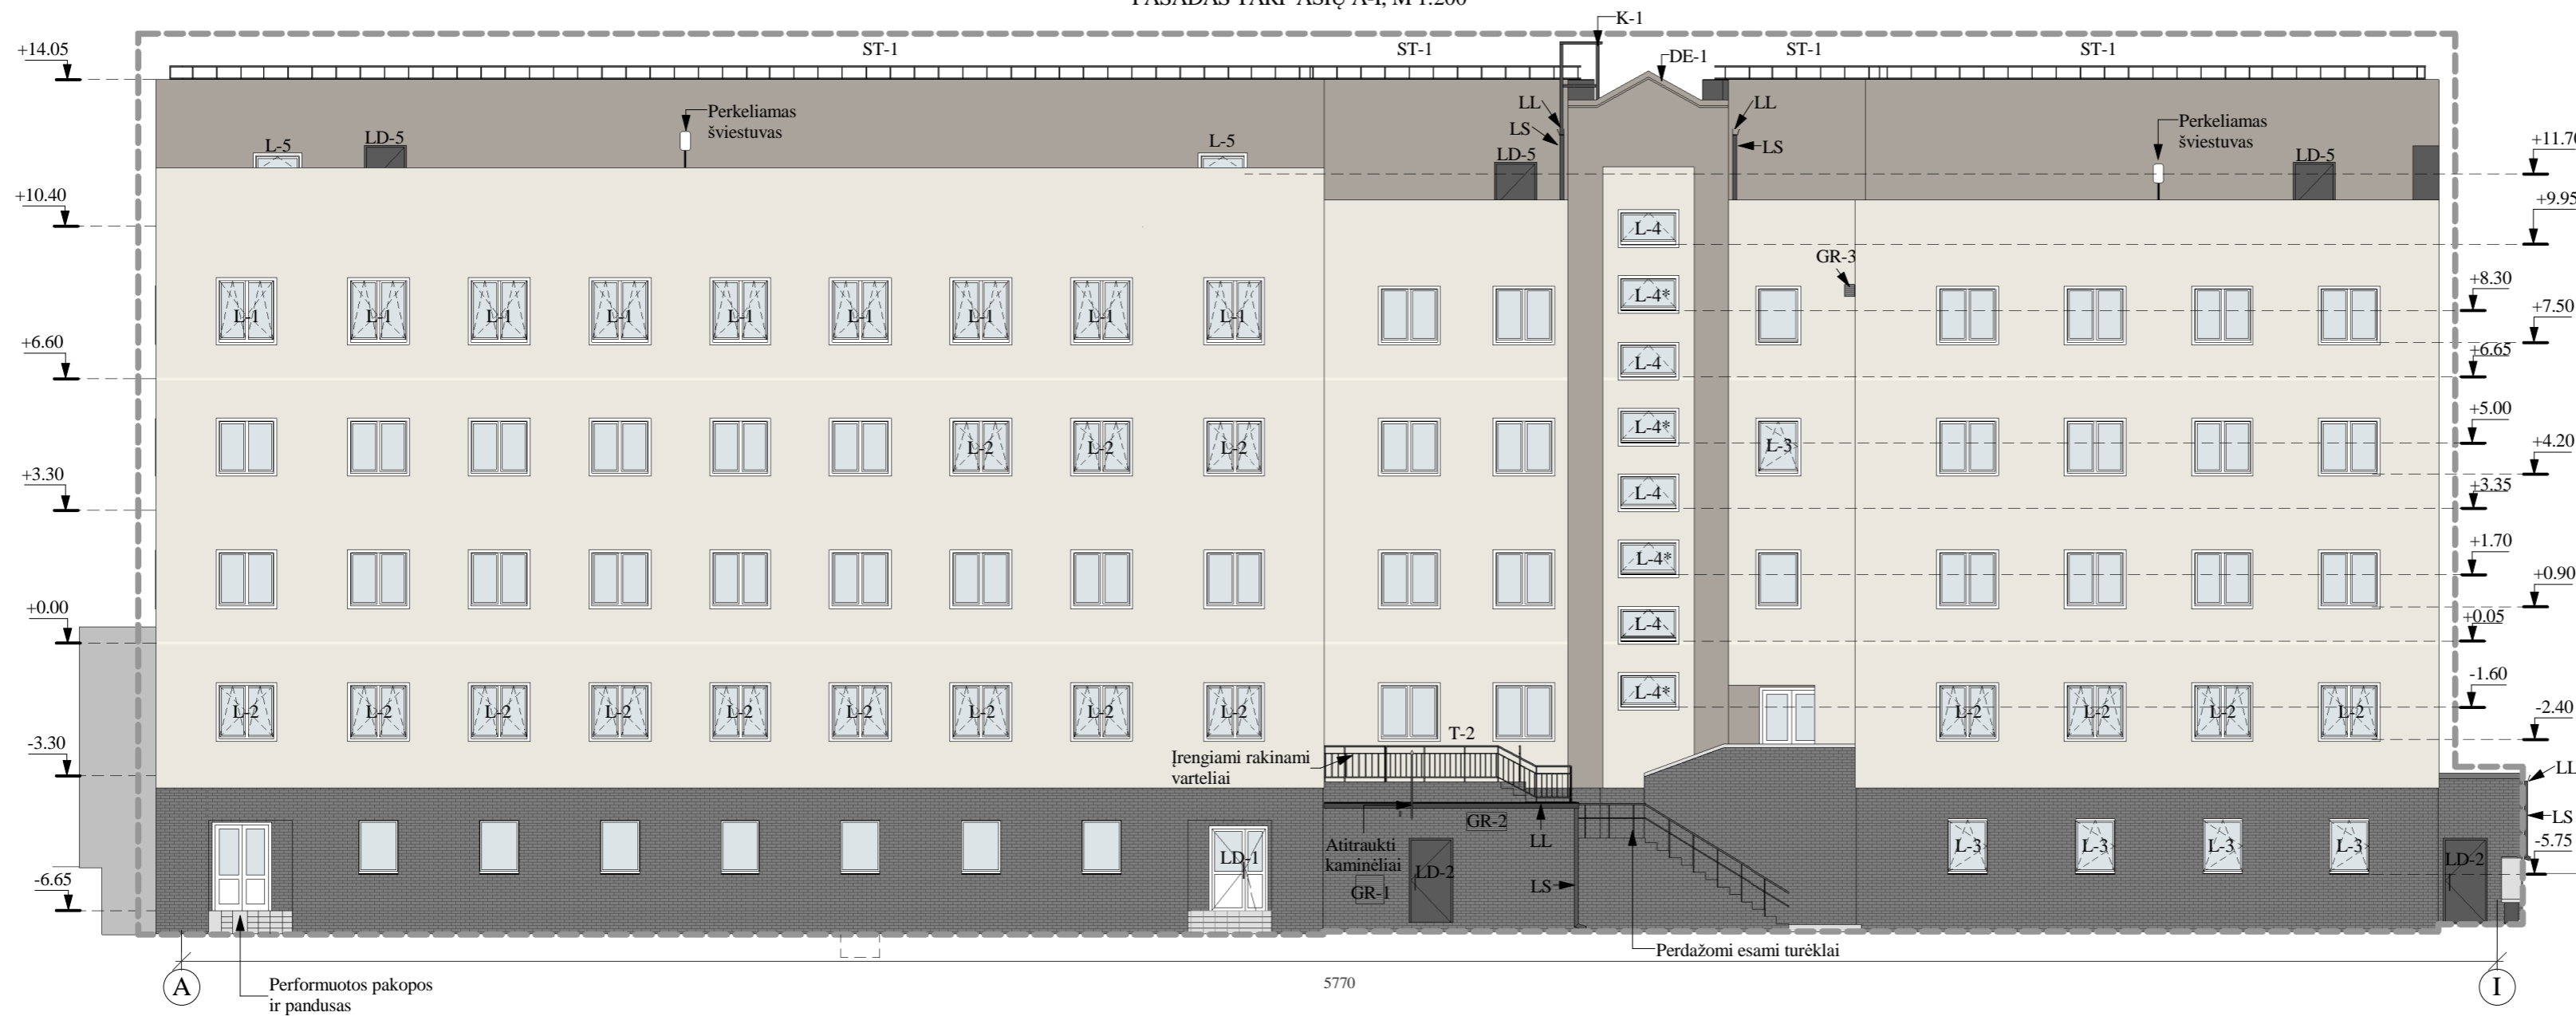 FASADAS TARP AŠIŲ A-I, M 1:200
K-1
+14.05
ST-1
ST-1
ST-1
ST-1
DE-1
LL
LL
Perkeliamas
šviestuvas
Perkeliamas
šviestuvas
LS
LS
L-5
LD-5
L-5
LD-5
LD-5
+11.70
+10.40
+9.95
L-4
GR-3
+8.30
L-4*
+7.50
L-1
L-1
L-1
L-1
L-1
L-1
L-1
L-1
L-1
+6.60
+6.65
L-4
+5.00
L-4*
+4.20
L-2
L-2
L-2
L-3
+3.30
+3.35
L-4
+1.70
L-4*
+0.90
+0.00
+0.05
L-4
-1.60
L-4*
-2.40
L-2
L-2
L-2
L-2
L-2
L-2
L-2
L-2
L-2
L-2
L-2
L-2
L-2
T-2
-3.30
Įrengiami rakinami
varteliai
LL
GR-2
LS
LL
Atitraukti
kaminėliai
-5.75
L-3
L-3
L-3
L-3
LD-1
LD-2
LD-2
-6.65
GR-1
LS
Perdažomi esami turėklai
A
Performuotos pakopos
ir pandusas
5770
I